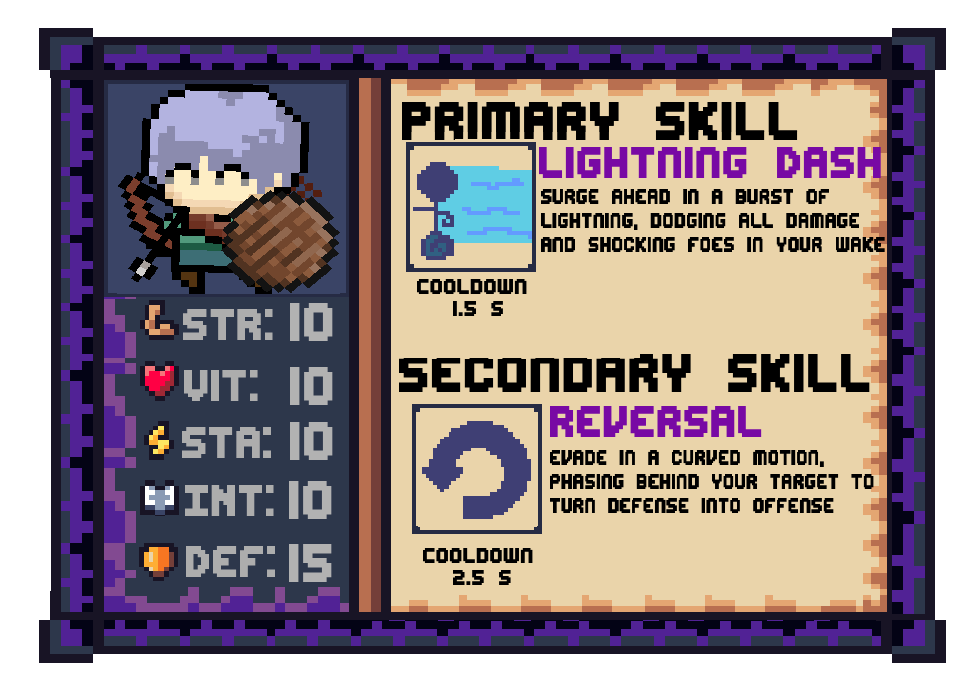 STR: 10
VIT: 10
STA: 10
INT: 10
DEF: 15
PRIMARY SKILL
LIGHTNING DASH
SURGE AHEAD IN A BURST OF
LIGHTNING, DODGING ALL DAMAGE
AND SHOCKING FOES IN YOUR WAKE
COOLDOWN
1.5 S
SECONDARY SKILL
REVERSAL
EVADE IN A CURVED MOTION,
PHASING BEHIND YOUR TARGET TO
TURN DEFENSE INTO OFFENSE
COOLDOWN
2.5 S